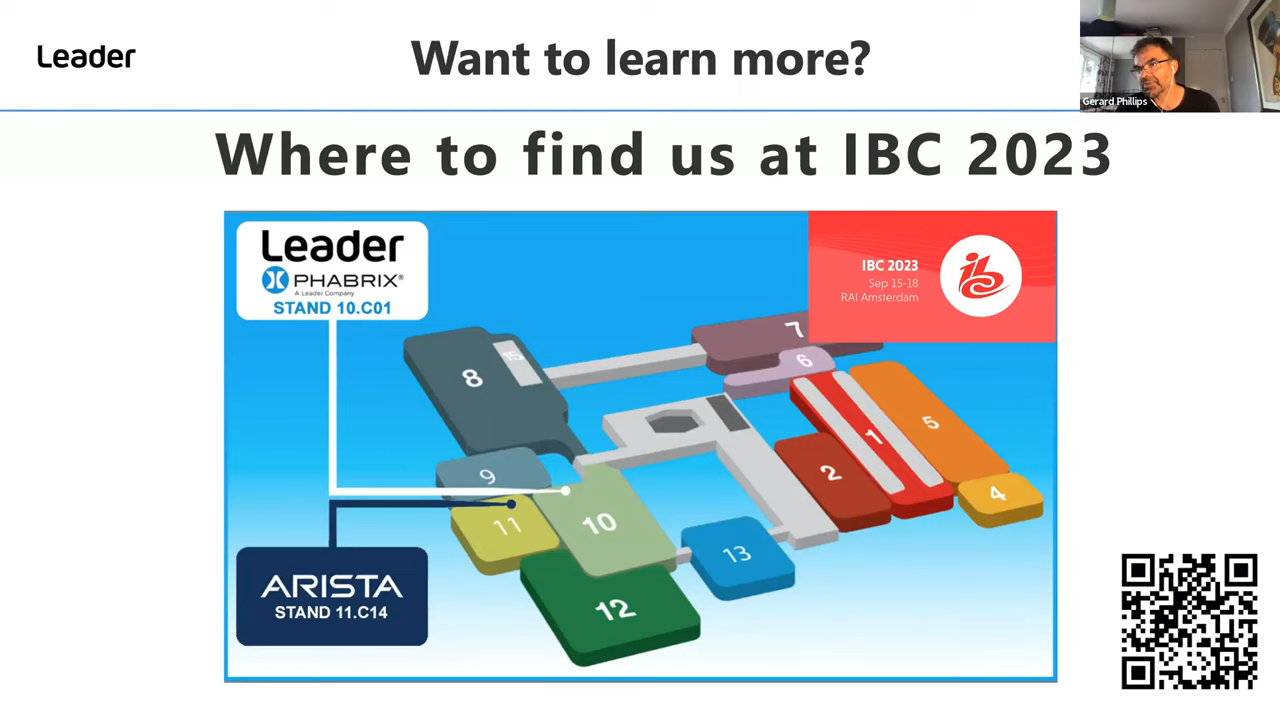 Leader
Want to learn more?
Gerard Phillips
Where to find us at IBC 2023
Leader
PHABRIX®
A Leader Company
STAND 10.C01
IBC 2023
Sep 15-18
RAI Amsterdam
ibc
7
15
8
6
5
1
2
4
9
11
10
13
12
ARISTA
STAND 11.C14